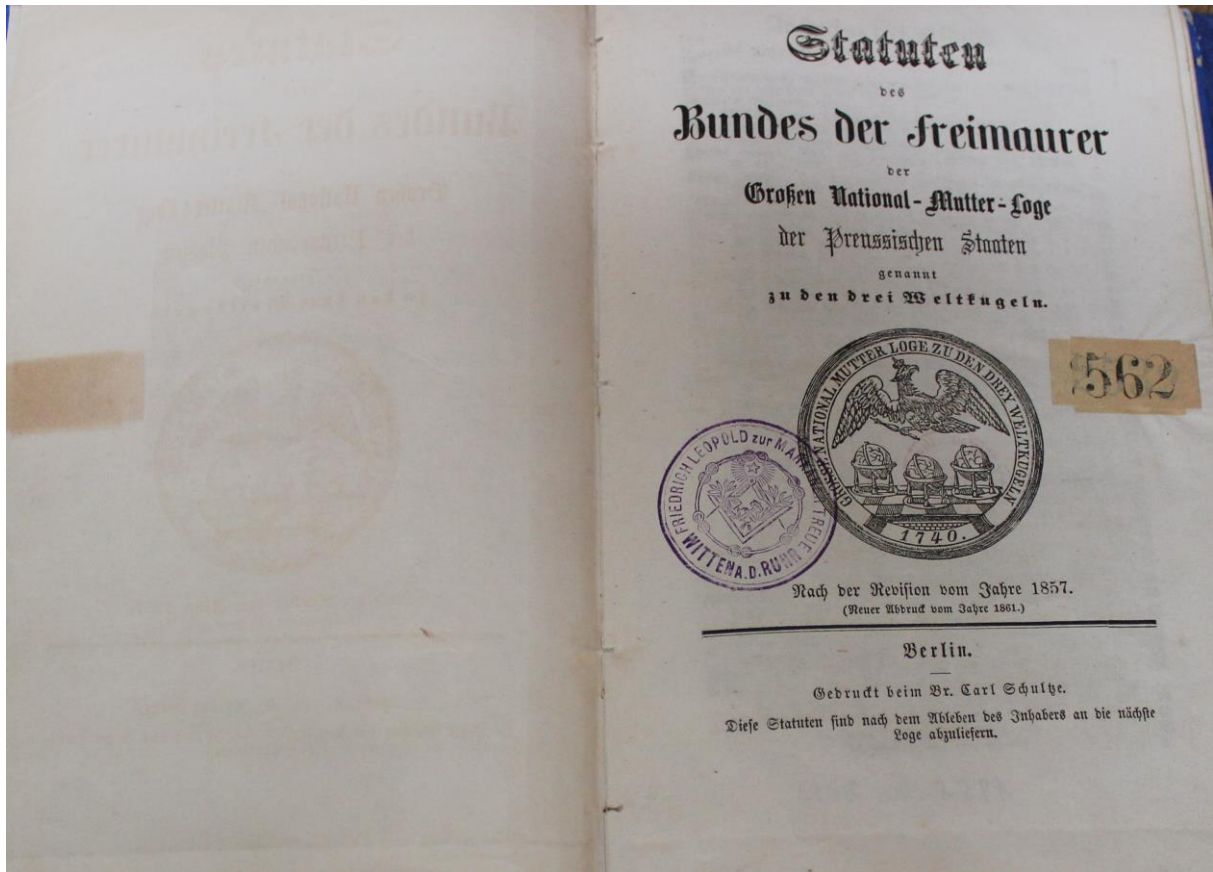 Statuten
des
Bundes der Freimaurer
der
Großen National-Mutter-Loge
der Preussischen Staaten
genannt
zu den drei Weltkugeln.
GROSSE NATIONAL MUTTER LOGE ZU DEN DREY WELTKUGELN
1740.
562
FRIEDRICH LEOPOLD zur MARK TREUE
WITTEN A.D. RUHR
Nach der Revision vom Jahre 1857.
(Neuer Abdruck vom Jahre 1861.)
Berlin.
Gedruckt beim Br. Carl Schultze.
Diese Statuten sind nach dem Ableben des Inhabers an die nächste
Loge abzuliefern.